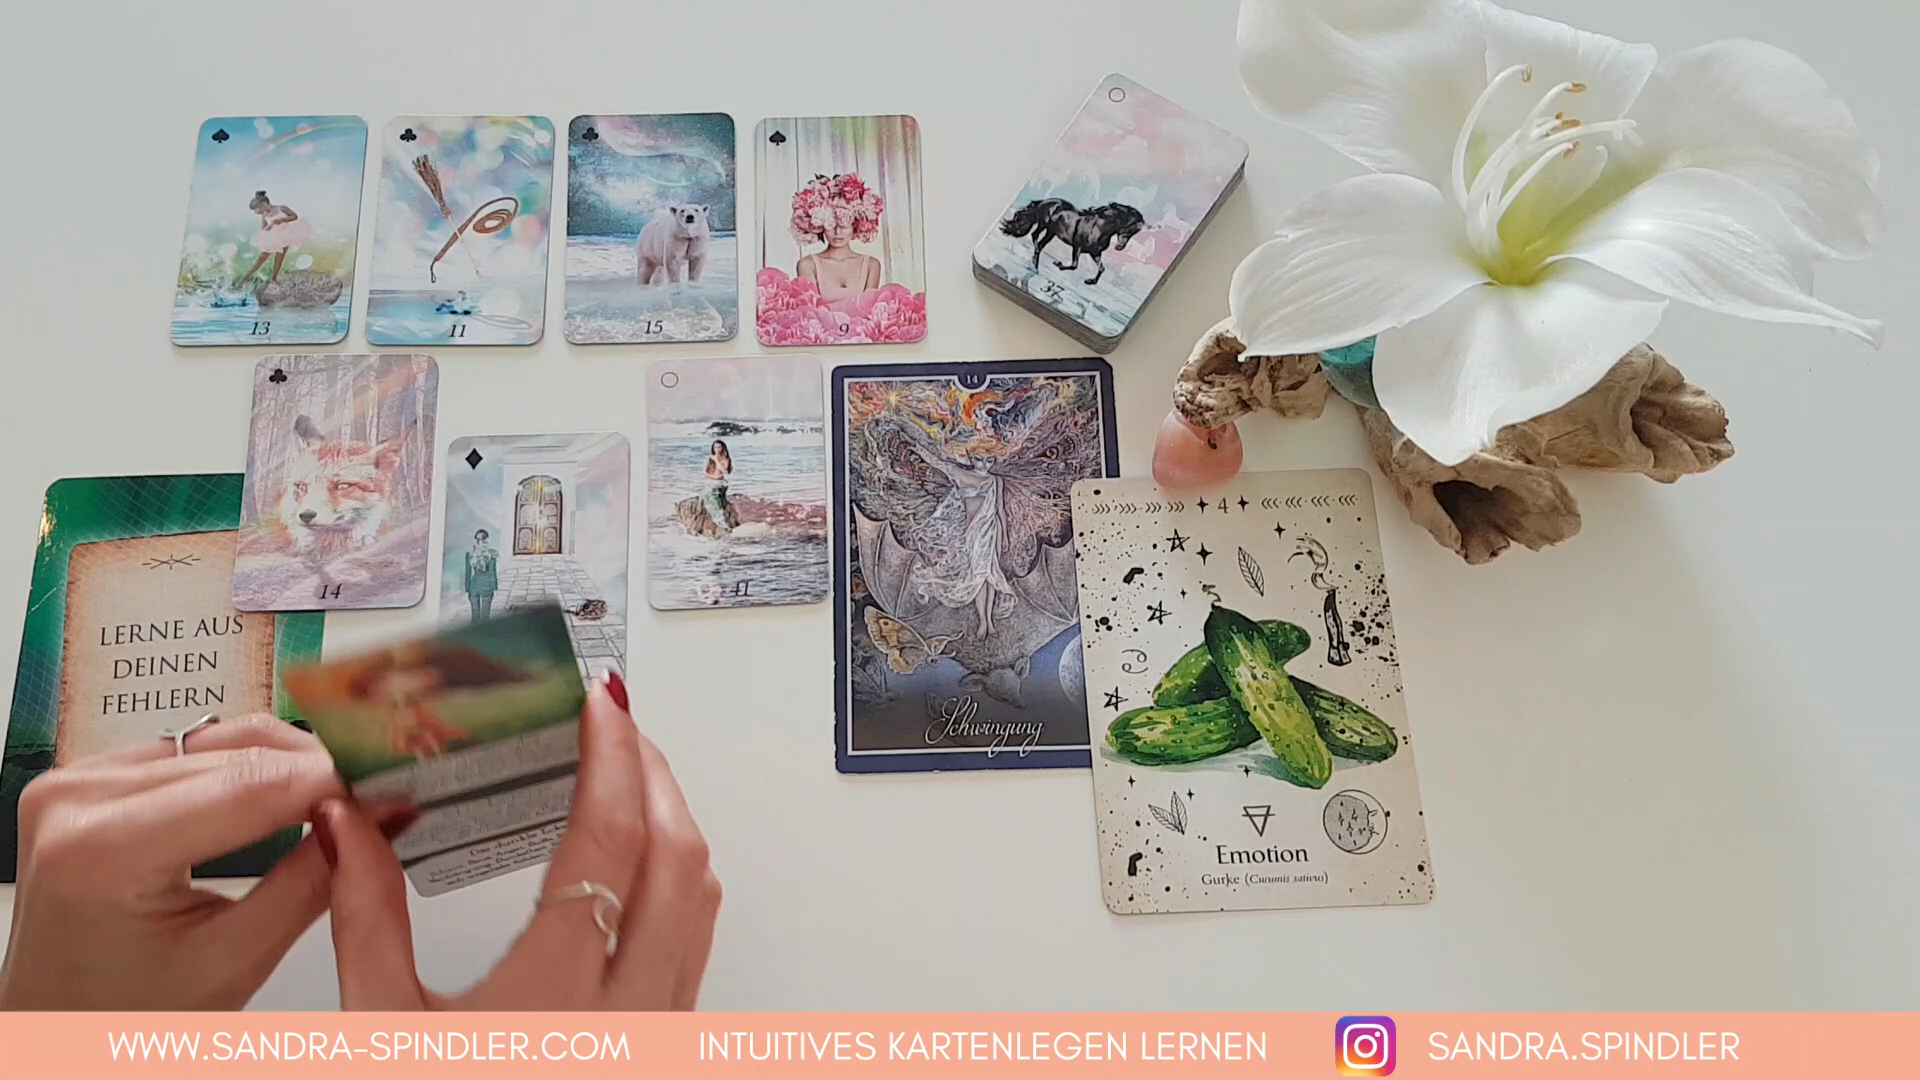 13
11
15
9
37
14
41
14
Schwingung
4
Emotion
Gurke (Cucumis sativus)
LERNE AUS
DEINEN
FEHLERN
WWW.SANDRA-SPINDLER.COM INTUITIVES KARTENLEGEN LERNEN SANDRA.SPINDLER